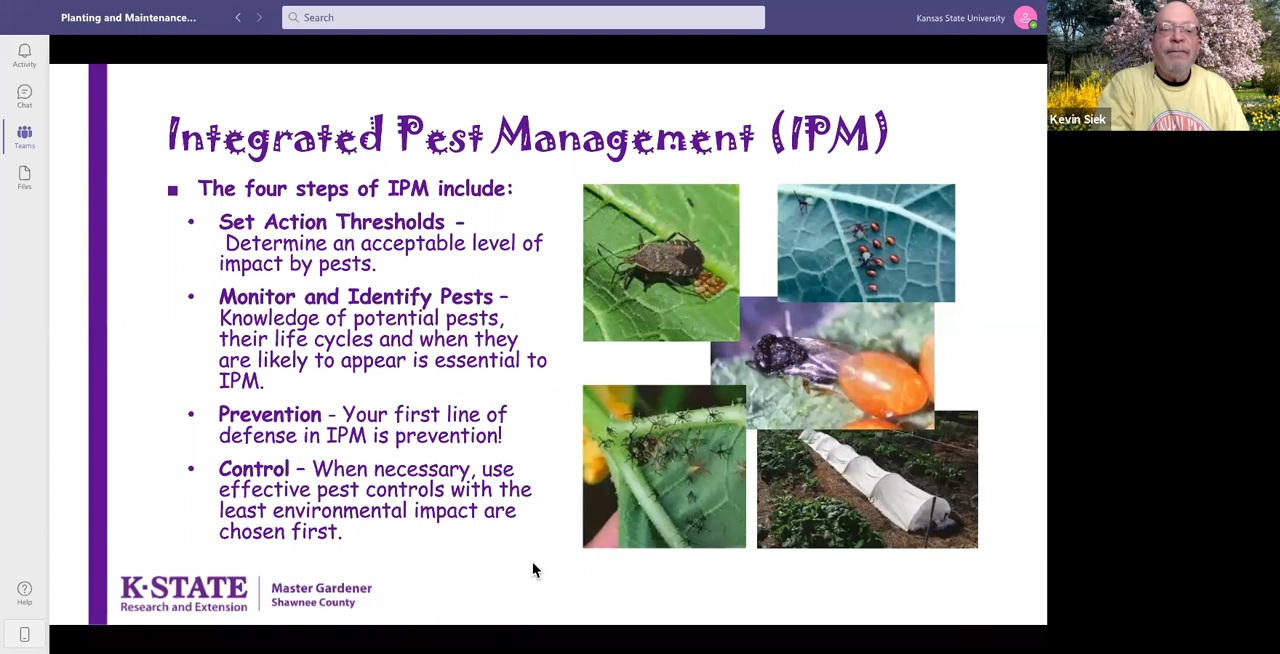 Planting and Maintenance...
Search
Kansas State University
Activity
Chat
Teams
Files
Help
Integrated Pest Management (IPM)
■ The four steps of IPM include:
• Set Action Thresholds -
Determine an acceptable level of
impact by pests.
• Monitor and Identify Pests –
Knowledge of potential pests,
their life cycles and when they
are likely to appear is essential to
IPM.
• Prevention - Your first line of
defense in IPM is prevention!
• Control – When necessary, use
effective pest controls with the
least environmental impact are
chosen first.
K-STATE
Research and Extension
Master Gardener
Shawnee County
Kevin Siek